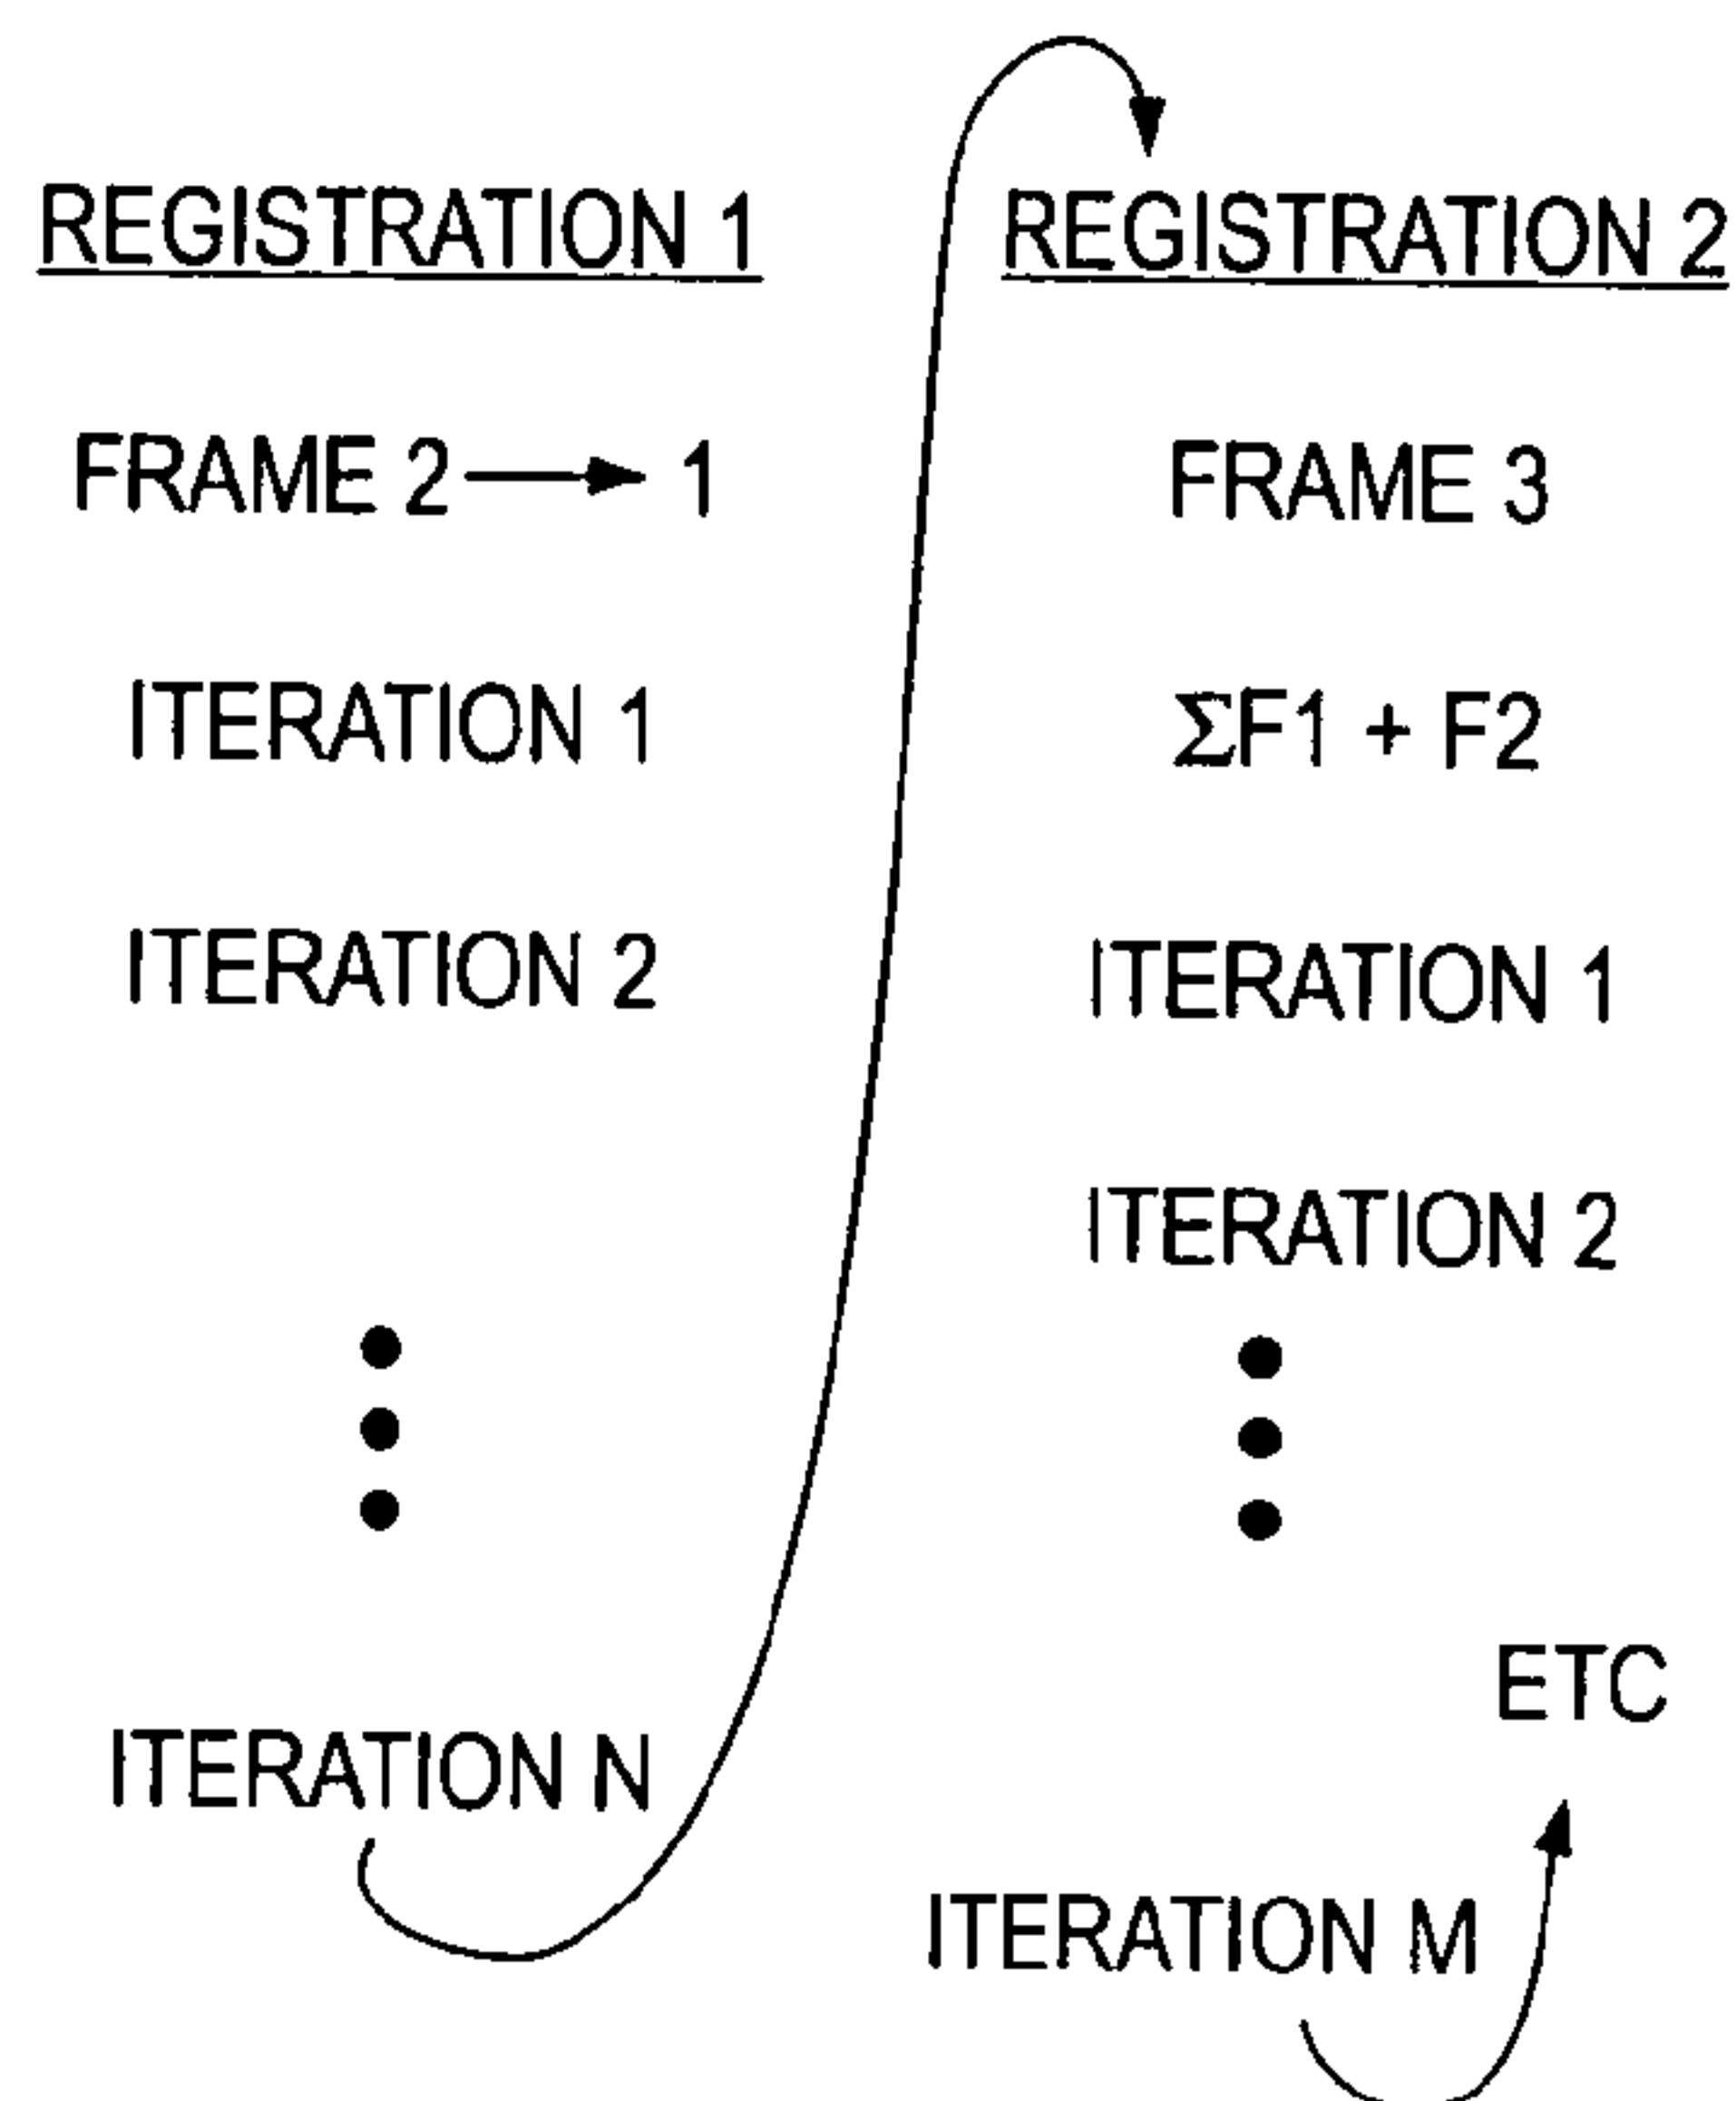 REGISTRATION 1
FRAME 2 → 1
ITERATION 1
ITERATION 2
ITERATION N
REGISTRATION 2
FRAME 3
ΣF1 + F2
ITERATION 1
ITERATION 2
ETC
ITERATION M